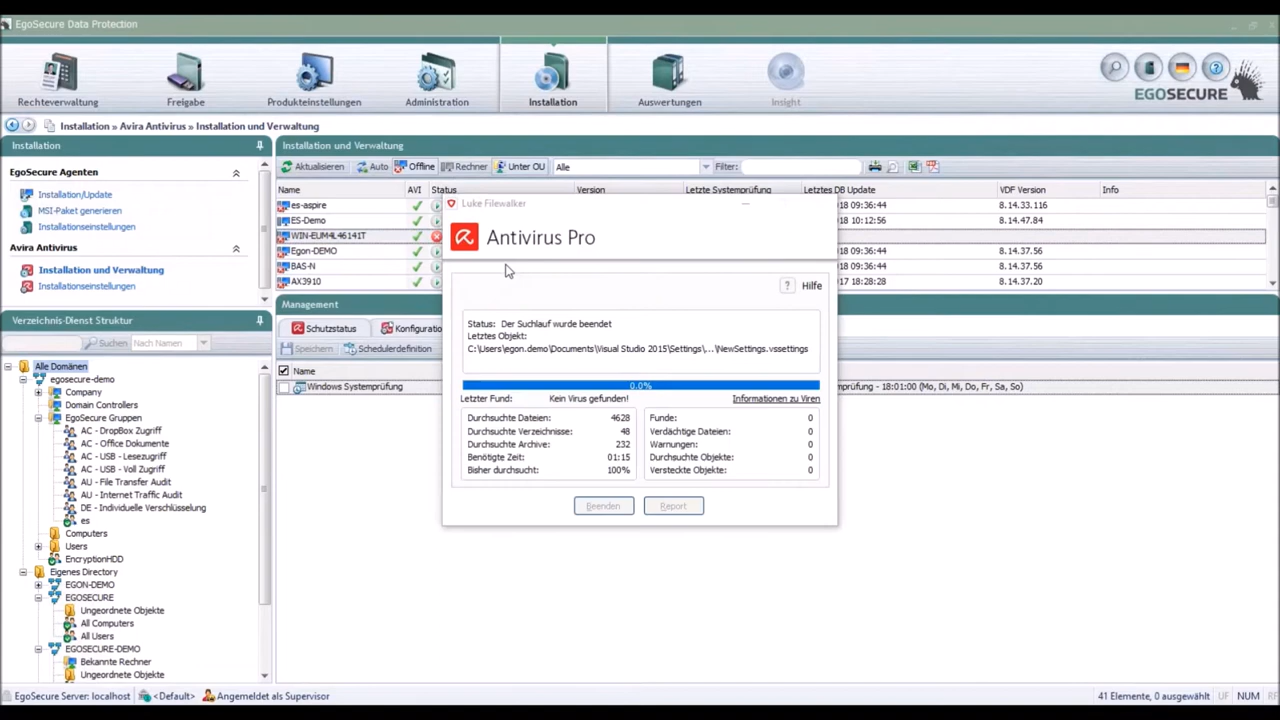 EgoSecure Data Protection
Rechteverwaltung
Freigabe
Produkteinstellungen
Administration
Installation
Auswertungen
Insight
EGOSECURE
Installation » Avira Antivirus » Installation und Verwaltung
Installation
EgoSecure Agenten
Installation/Update
MSI-Paket generieren
Installationseinstellungen
Avira Antivirus
Installation und Verwaltung
Installationseinstellungen
Verzeichnis-Dienst Struktur
Suchen Nach Namen
Alle Domänen
egosecure-demo
Company
Domain Controllers
EgoSecure Gruppen
AC - DropBox Zugriff
AC - Office Dokumente
AC - USB - Lesezugriff
AC - USB - Voll Zugriff
AU - File Transfer Audit
AU - Internet Traffic Audit
DE - Individuelle Verschlüsselung
es
Computers
Users
EncryptionHDD
Eigenes Directory
EGON-DEMO
EGOSECURE
Ungeordnete Objekte
All Computers
All Users
EGOSECURE-DEMO
Bekannte Rechner
Ungeordnete Objekte
Installation und Verwaltung
Aktualisieren Auto Offline Rechner Unter OU Alle Filter:
Name AVI Status Version Letzte Systemprüfung Letztes DB Update VDF Version Info
es-aspire 18 09:36:44 8.14.33.116
ES-Demo 18 10:12:56 8.14.47.84
WIN-EUM4L46141T
Egon-DEMO 18 09:36:44 8.14.37.56
BAS-N 18 09:36:44 8.14.37.56
AX3910 18 18:28:28 8.14.37.20
Management
Schutzstatus Konfiguratio
Speichern Schedulerdefinition
Name
Windows Systemprüfung prüfung - 18:01:00 (Mo, Di, Mi, Do, Fr, Sa, So)
Luke Filewalker
Antivirus Pro
? Hilfe
Status: Der Suchlauf wurde beendet
Letztes Objekt:
C:\Users\egon.demo\Documents\Visual Studio 2015\Settings\...\NewSettings.vssettings
0.0%
Letzter Fund: Kein Virus gefunden! Informationen zu Viren
Durchsuchte Dateien: 4628
Durchsuchte Verzeichnisse: 48
Durchsuchte Archive: 232
Benötigte Zeit: 01:15
Bisher durchsucht: 100%
Funde: 0
Verdächtige Dateien: 0
Warnungen: 0
Durchsuchte Objekte: 0
Versteckte Objekte: 0
Beenden Report
EgoSecure Server: localhost <Default> Angemeldet als Supervisor 41 Elemente, 0 ausgewählt UF NUM RF